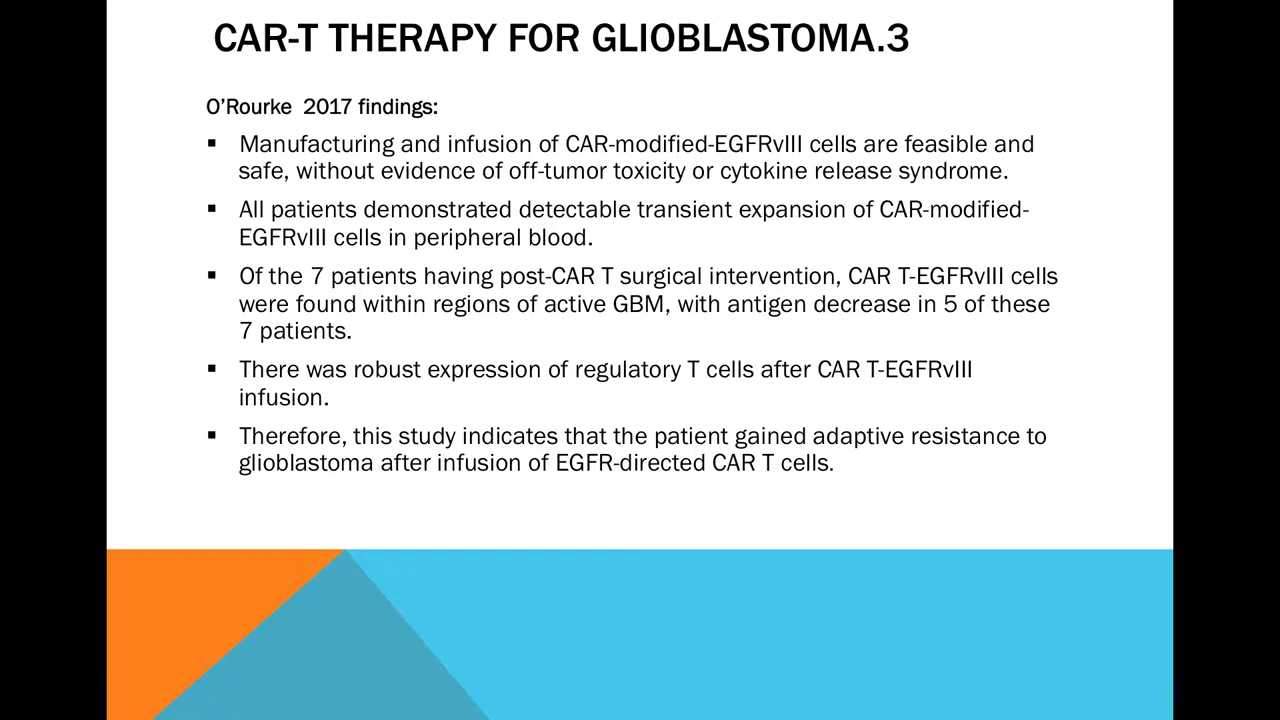 CAR-T THERAPY FOR GLIOBLASTOMA.3
O'Rourke 2017 findings:
▪ Manufacturing and infusion of CAR-modified-EGFRvIII cells are feasible and
safe, without evidence of off-tumor toxicity or cytokine release syndrome.
▪ All patients demonstrated detectable transient expansion of CAR-modified-
EGFRvIII cells in peripheral blood.
▪ Of the 7 patients having post-CAR T surgical intervention, CAR T-EGFRvIII cells
were found within regions of active GBM, with antigen decrease in 5 of these
7 patients.
▪ There was robust expression of regulatory T cells after CAR T-EGFRvIII
infusion.
▪ Therefore, this study indicates that the patient gained adaptive resistance to
glioblastoma after infusion of EGFR-directed CAR T cells.